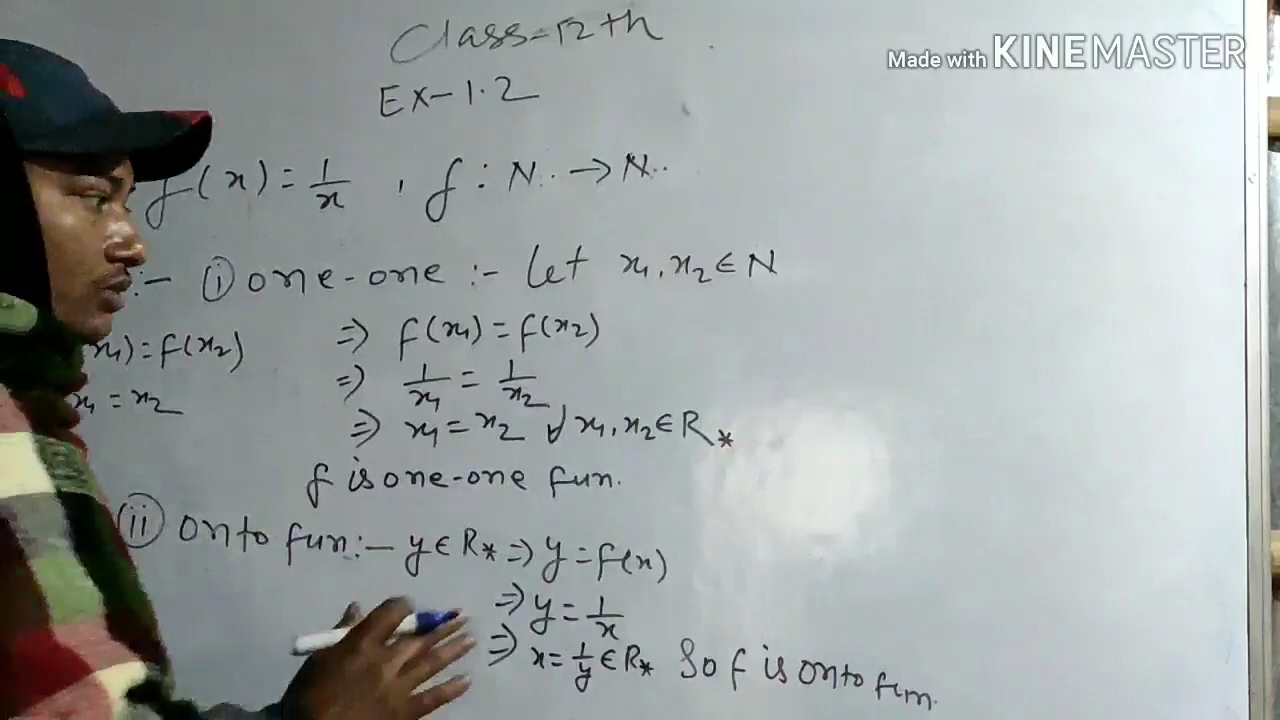 Class-12th
Made with KINEMASTER
Ex-1.2
f(x) = 1/x , f : N → N
:- (i) one-one :- Let x1, x2 ∈ N
x1) = f(x2)
⇒ f(x1) = f(x2)
x1 = x2
⇒ 1/x1 = 1/x2
⇒ x1 = x2 ∀ x1, x2 ∈ R*
f is one-one fun.
(ii) onto fun:- y ∈ R* ⇒ y = f(x)
⇒ y = 1/x
⇒ x = 1/y ∈ R* So f is onto fun.